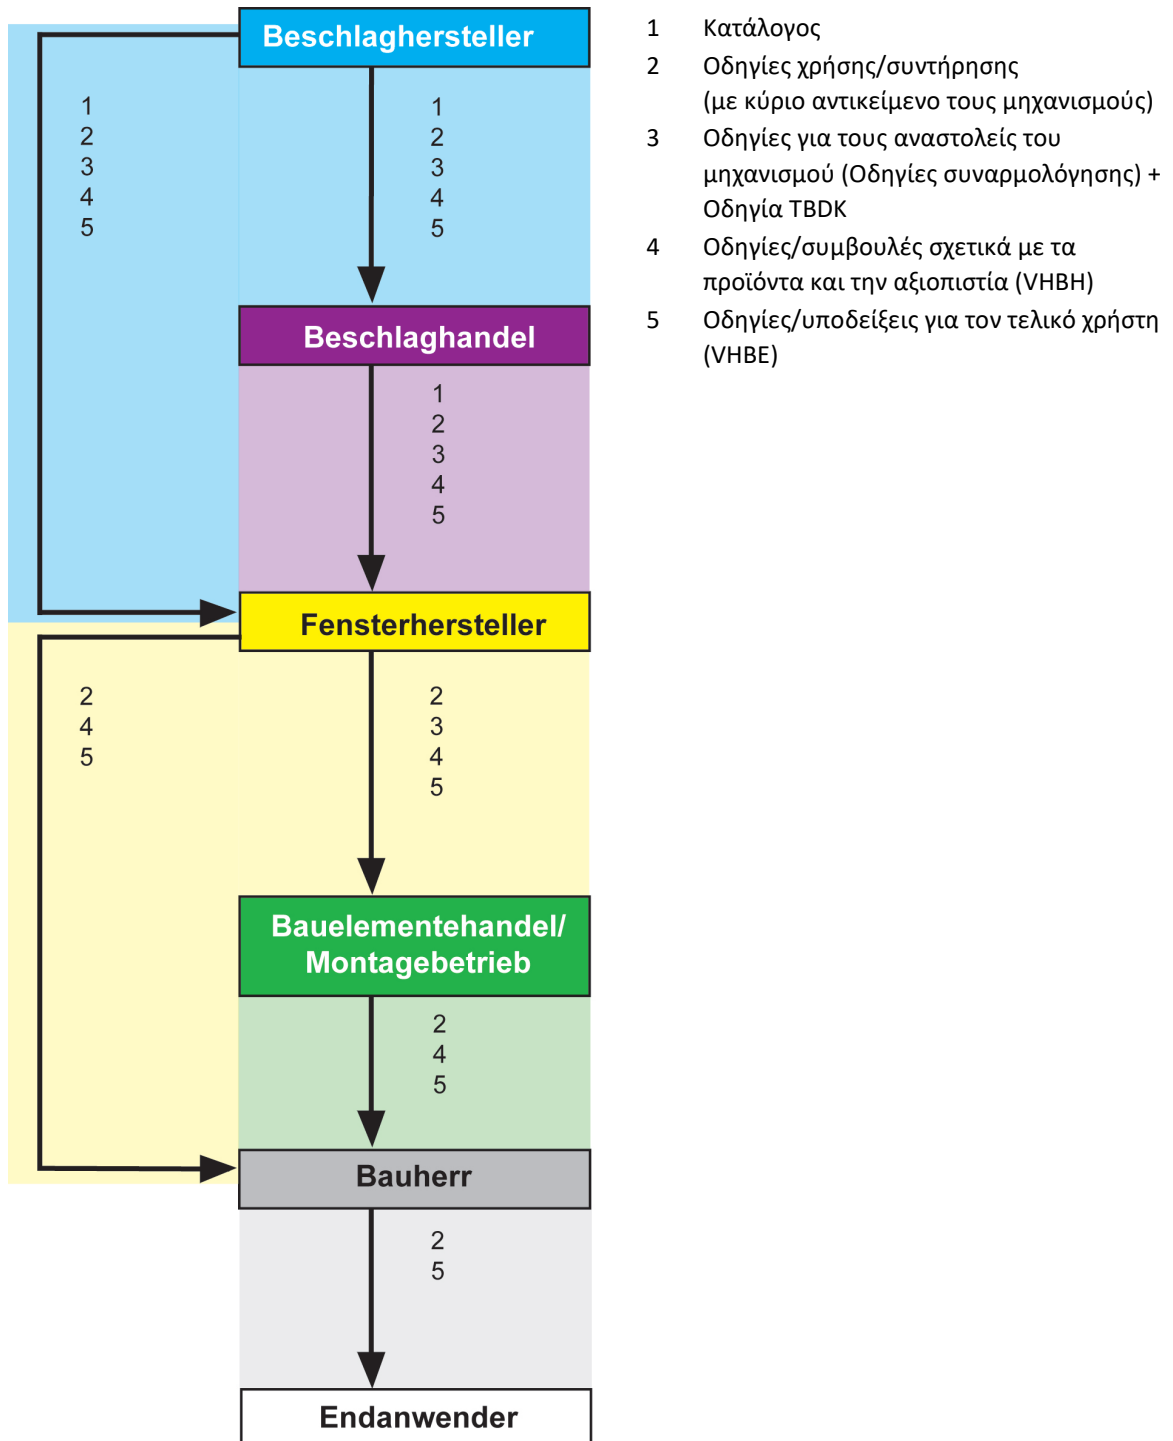 Beschlaghersteller
1
2
3
4
5
1
2
3
4
5
Beschlaghandel
1
2
3
4
5
Fensterhersteller
2
4
5
2
3
4
5
Bauelementehandel/
Montagebetrieb
2
4
5
Bauherr
2
5
Endanwender
1 Κατάλογος
2 Οδηγίες χρήσης/συντήρησης
(με κύριο αντικείμενο τους μηχανισμούς)
3 Οδηγίες για τους αναστολείς του
μηχανισμού (Οδηγίες συναρμολόγησης) +
Οδηγία TBDK
4 Οδηγίες/συμβουλές σχετικά με τα
προϊόντα και την αξιοπιστία (VHBH)
5 Οδηγίες/υποδείξεις για τον τελικό χρήστη
(VHBE)